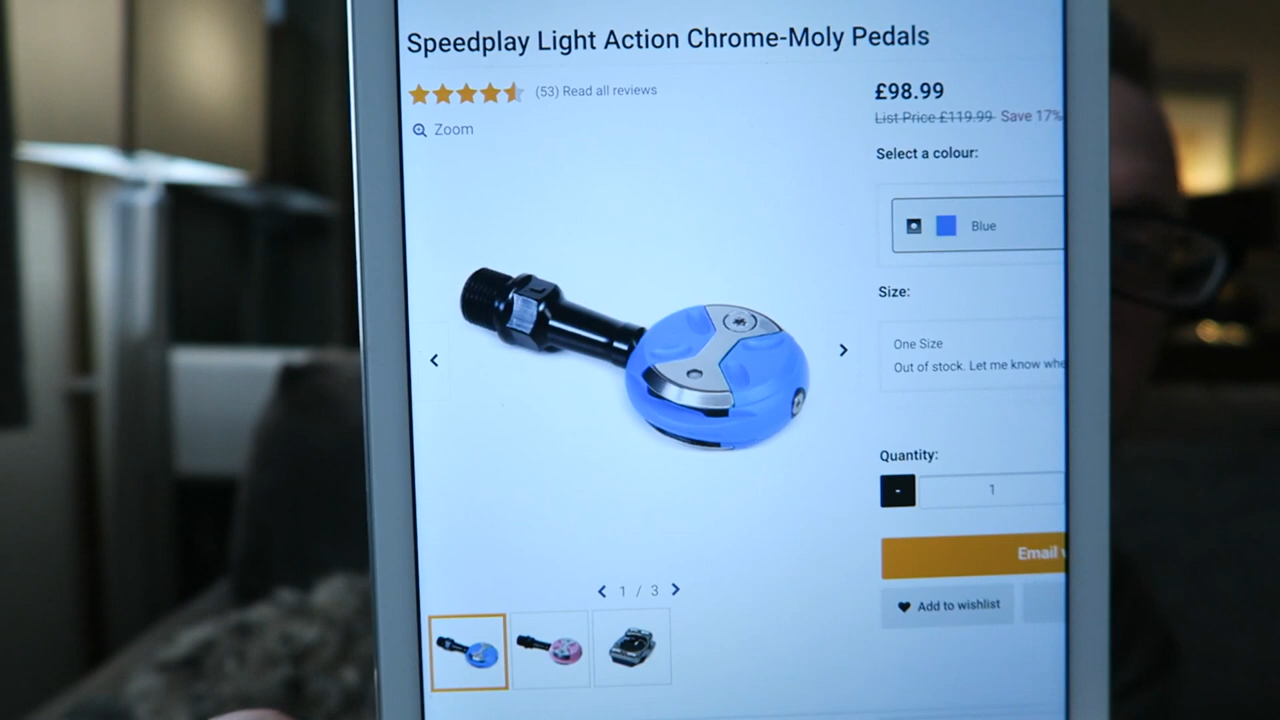 Speedplay Light Action Chrome-Moly Pedals
(53) Read all reviews
Zoom
£98.99
List Price £119.99 Save 17%
Select a colour:
Blue
Size:
One Size
Out of stock. Let me know whe
Quantity:
- 1
Email
Add to wishlist
1 / 3